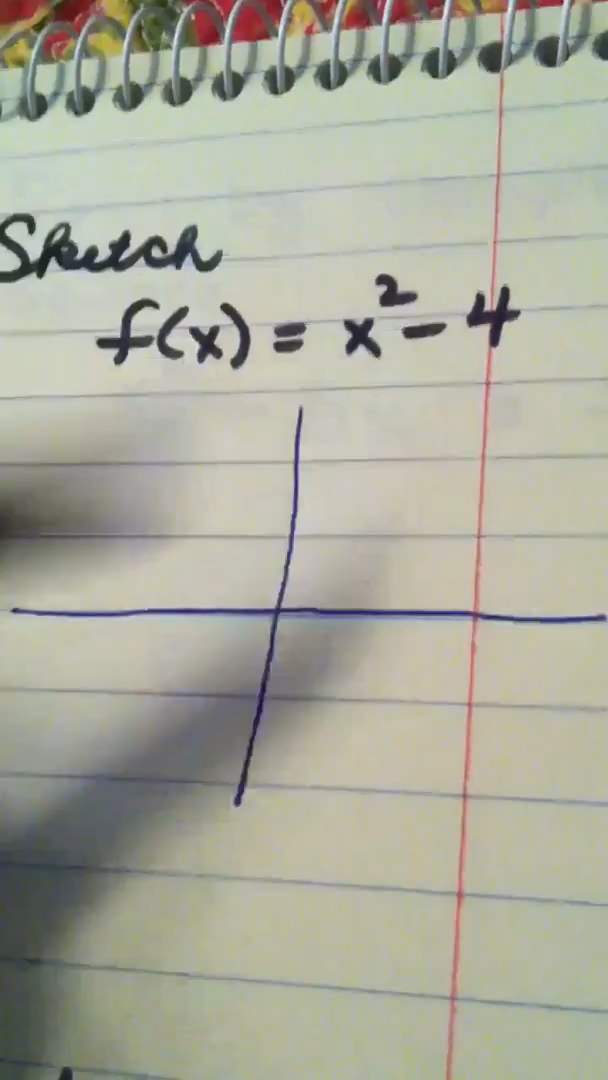 Sketch
f(x) = x² - 4